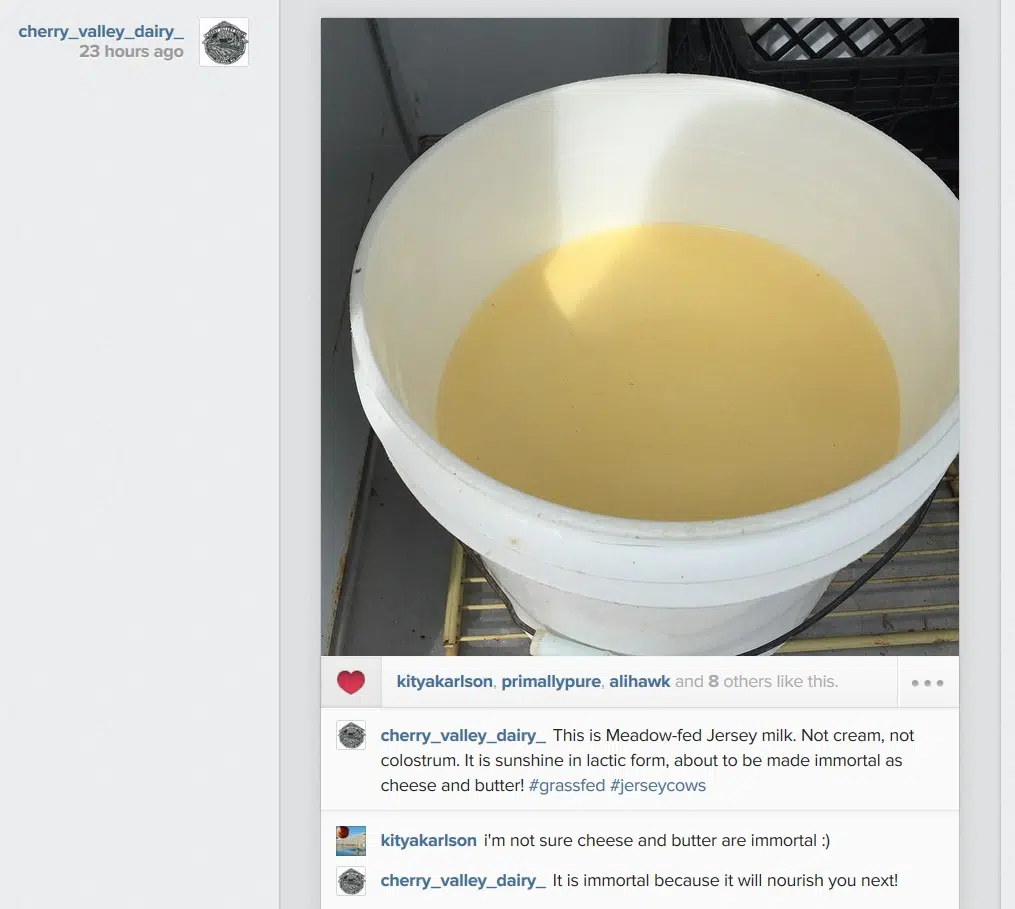 cherry_valley_dairy_
23 hours ago
kityakarlson, primallypure, alihawk and 8 others like this.
cherry_valley_dairy_ This is Meadow-fed Jersey milk. Not cream, not
colostrum. It is sunshine in lactic form, about to be made immortal as
cheese and butter! #grassfed #jerseycows
kityakarlson i'm not sure cheese and butter are immortal :)
cherry_valley_dairy_ It is immortal because it will nourish you next!